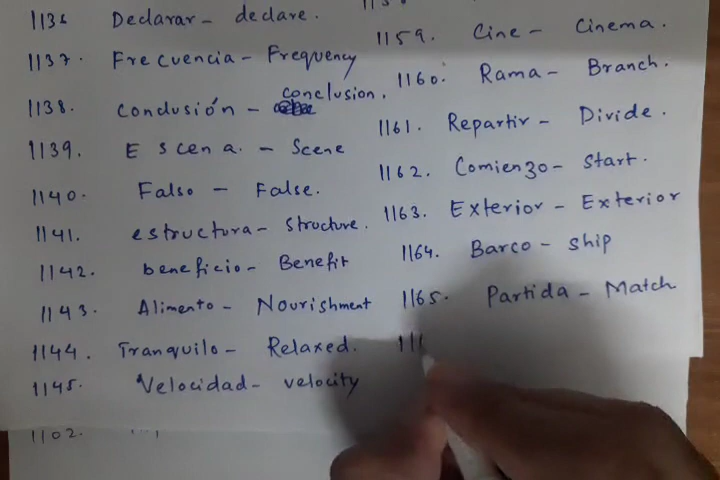 1136 Declarar - declare.
1137. Frecuencia - Frequency
1138. Conclusión - conclusion.
1139. Escena. - Scene
1140. Falso - False.
1141. estructura - structure.
1142. beneficio - Benefit
1143. Alimento - Nourishment
1144. Tranquilo - Relaxed.
1145. Velocidad - velocity
1102.
1159. Cine - Cinema.
1160. Rama - Branch.
1161. Repartir - Divide.
1162. Comienzo - Start.
1163. Exterior - Exterior
1164. Barco - ship
1165. Partida - Match
11